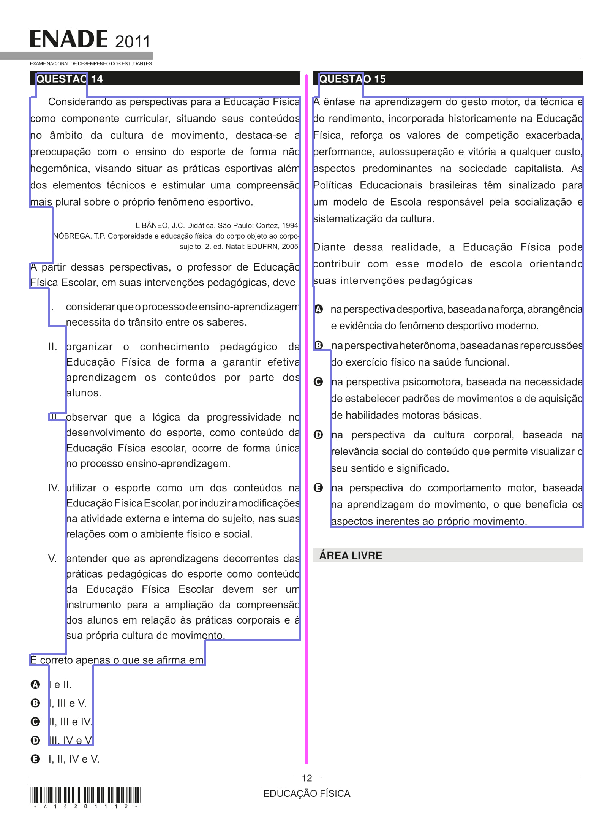 ENADE 2011
EXAME NACIONAL DE DESEMPENHO DE ESTUDANTES
QUESTÃO 14
Considerando as perspectivas para a Educação Física
como componente curricular, situando seus conteúdos
no âmbito da cultura de movimento, destaca-se a
preocupação com o ensino do esporte de forma não
hegemônica, visando situar as práticas esportivas além
dos elementos técnicos e estimular uma compreensão
mais plural sobre o próprio fenômeno esportivo.
LIBÂNEO, J.C. Didática. São Paulo: Cortez, 1994.
NÓBREGA, T.P. Corporeidade e educação física: do corpo objeto ao corpo-
sujeito. 2. ed. Natal: EDUFRN, 2005.
A partir dessas perspectivas, o professor de Educação
Física Escolar, em suas intervenções pedagógicas, deve
I. considerar que o processo de ensino-aprendizagem
necessita do trânsito entre os saberes.
II. organizar o conhecimento pedagógico da
Educação Física de forma a garantir efetiva
aprendizagem os conteúdos por parte dos
alunos.
III. observar que a lógica da progressividade no
desenvolvimento do esporte, como conteúdo da
Educação Física escolar, ocorre de forma única
no processo ensino-aprendizagem.
IV. utilizar o esporte como um dos conteúdos na
Educação Física Escolar, por induzir a modificações
na atividade externa e interna do sujeito, nas suas
relações com o ambiente físico e social.
V. entender que as aprendizagens decorrentes das
práticas pedagógicas do esporte como conteúdo
da Educação Física Escolar devem ser um
instrumento para a ampliação da compreensão
dos alunos em relação às práticas corporais e à
sua própria cultura de movimento.
É correto apenas o que se afirma em
A I e II.
B I, III e V.
C II, III e IV.
D III, IV e V.
E I, II, IV e V.
QUESTÃO 15
A ênfase na aprendizagem do gesto motor, da técnica e
do rendimento, incorporada historicamente na Educação
Física, reforça os valores de competição exacerbada,
performance, autossuperação e vitória a qualquer custo,
aspectos predominantes na sociedade capitalista. As
Políticas Educacionais brasileiras têm sinalizado para
um modelo de Escola responsável pela socialização e
sistematização da cultura.
Diante dessa realidade, a Educação Física pode
contribuir com esse modelo de escola orientando
suas intervenções pedagógicas
A na perspectiva desportiva, baseada na força, abrangência
e evidência do fenômeno desportivo moderno.
B na perspectiva heterônoma, baseada nas repercussões
do exercício físico na saúde funcional.
C na perspectiva psicomotora, baseada na necessidade
de estabelecer padrões de movimentos e de aquisição
de habilidades motoras básicas.
D na perspectiva da cultura corporal, baseada na
relevância social do conteúdo que permite visualizar o
seu sentido e significado.
E na perspectiva do comportamento motor, baseada
na aprendizagem do movimento, o que beneficia os
aspectos inerentes ao próprio movimento.
ÁREA LIVRE
12
EDUCAÇÃO FÍSICA